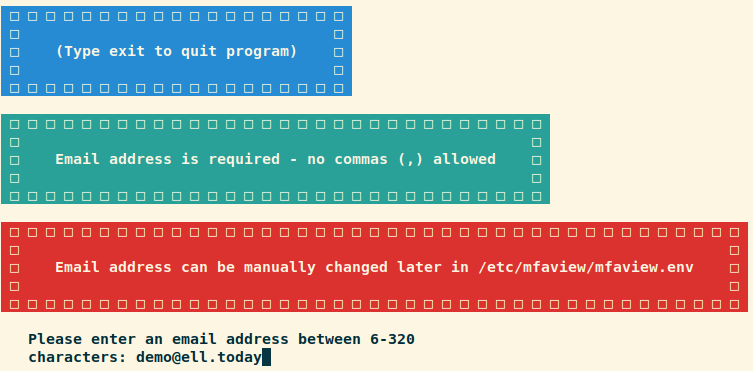 (Type exit to quit program)
Email address is required - no commas (,) allowed
Email address can be manually changed later in /etc/mfaview/mfaview.env
Please enter an email address between 6-320
characters: demo@ell.today